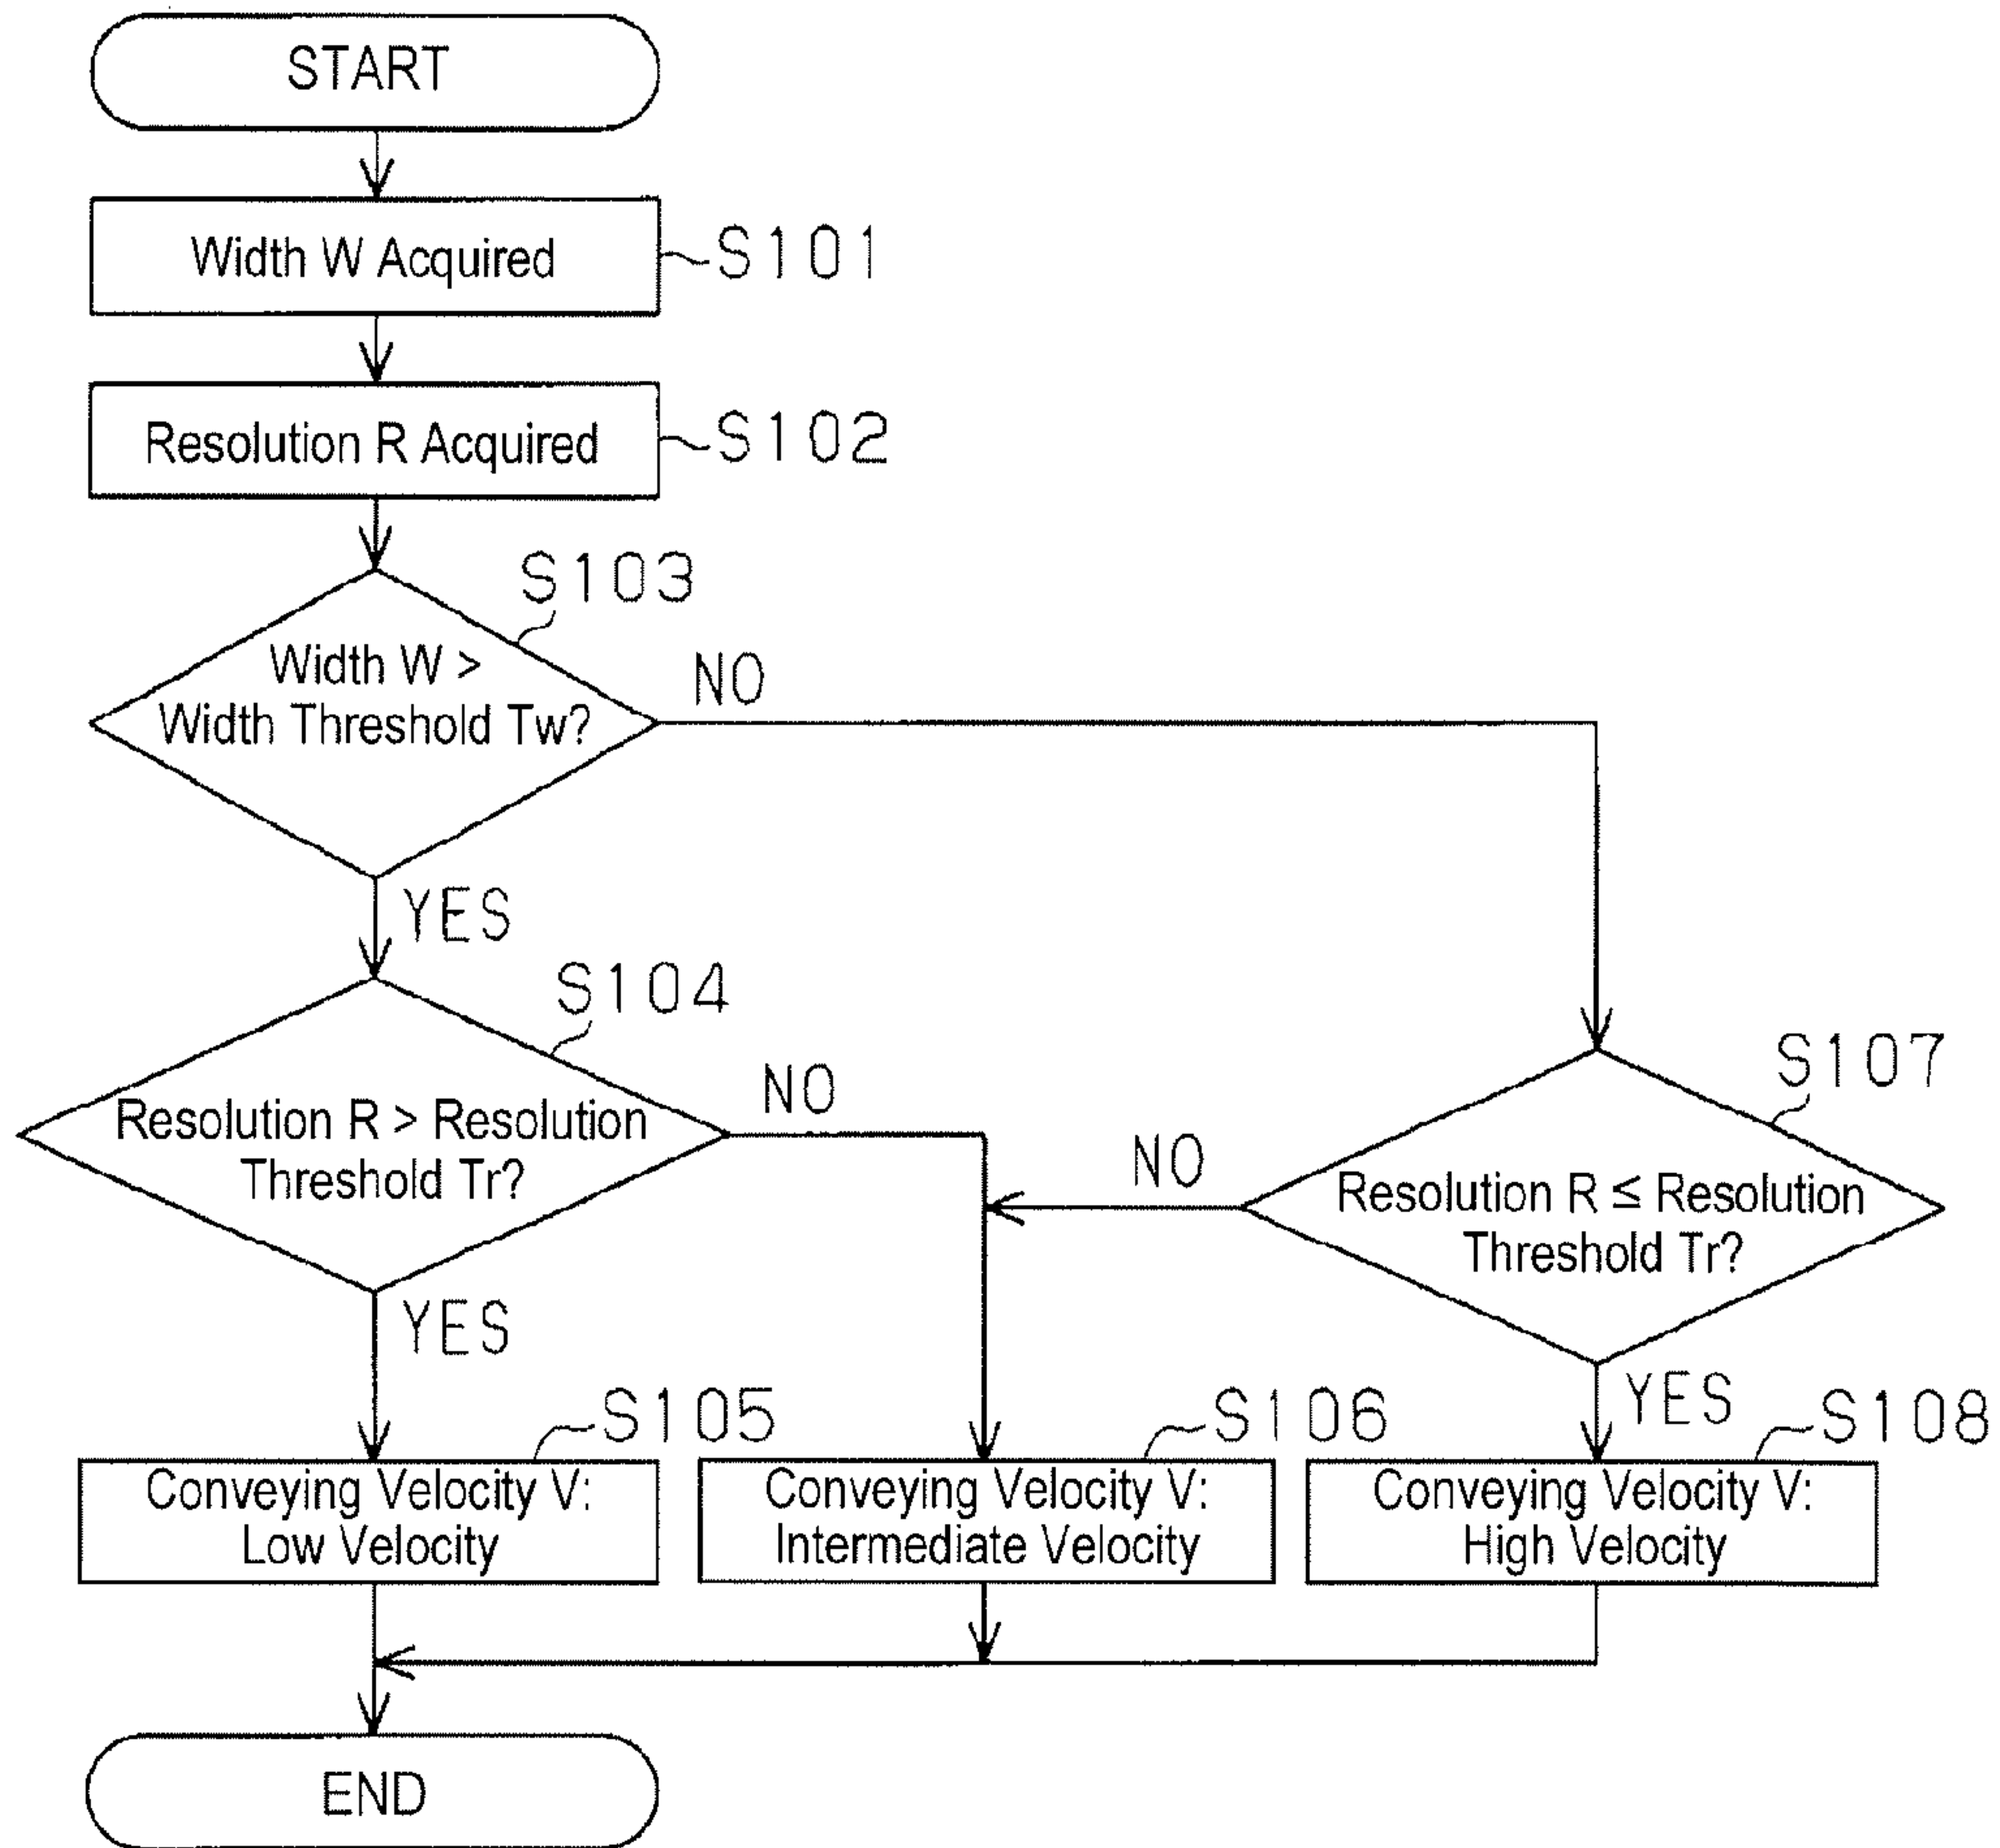 START
Width W Acquired
S101
Resolution R Acquired
S102
S103
Width W >
Width Threshold Tw?
NO
YES
S104
Resolution R > Resolution
Threshold Tr?
NO
YES
S107
Resolution R ≤ Resolution
Threshold Tr?
NO
YES
S105
Conveying Velocity V:
Low Velocity
S106
Conveying Velocity V:
Intermediate Velocity
S108
Conveying Velocity V:
High Velocity
END